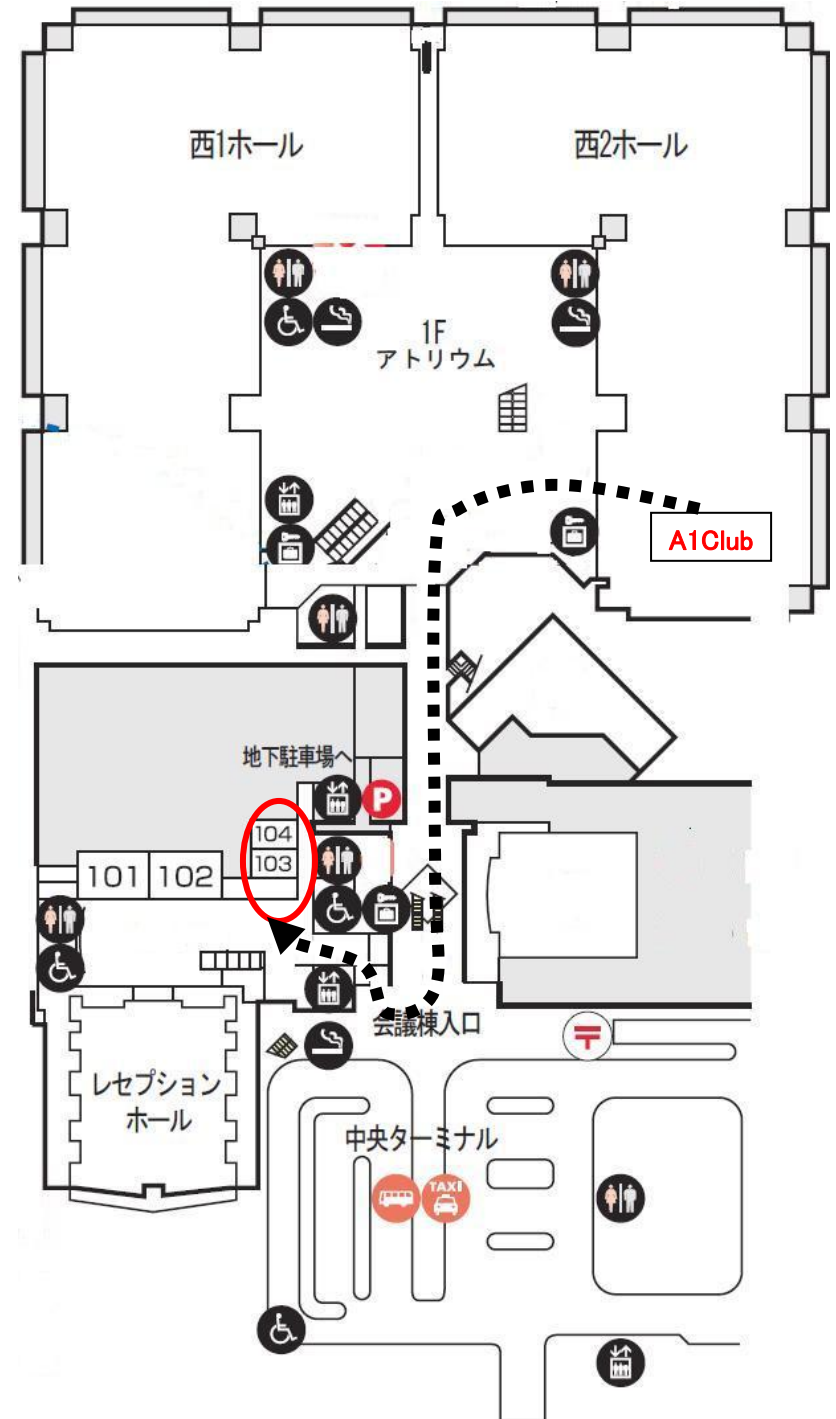 西1ホール
西2ホール
1F
アトリウム
A1Club
地下駐車場へ
P
104
103
101
102
会議棟入口
〒
レセプション
ホール
中央ターミナル
TAXI